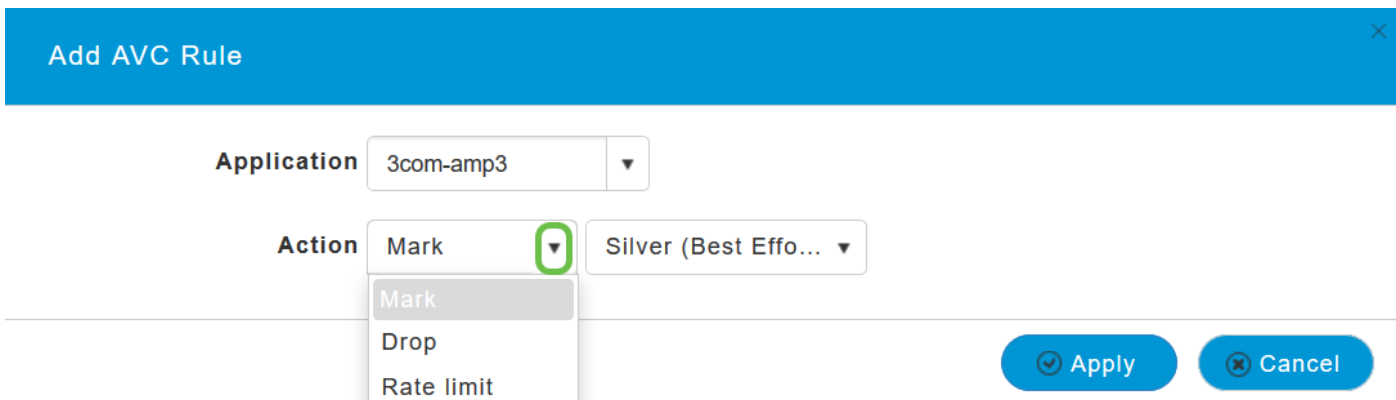 Add AVC Rule
Application 3com-amp3
Action Mark Silver (Best Effo...
Mark
Drop
Rate limit
Apply Cancel